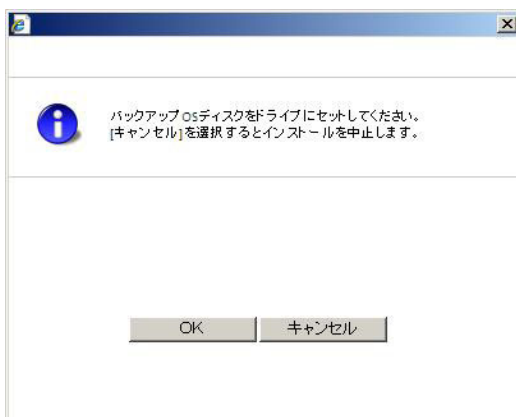 バックアップOSディスクをドライブにセットしてください。
[キャンセル]を選択するとインストールを中止します。
OK
キャンセル